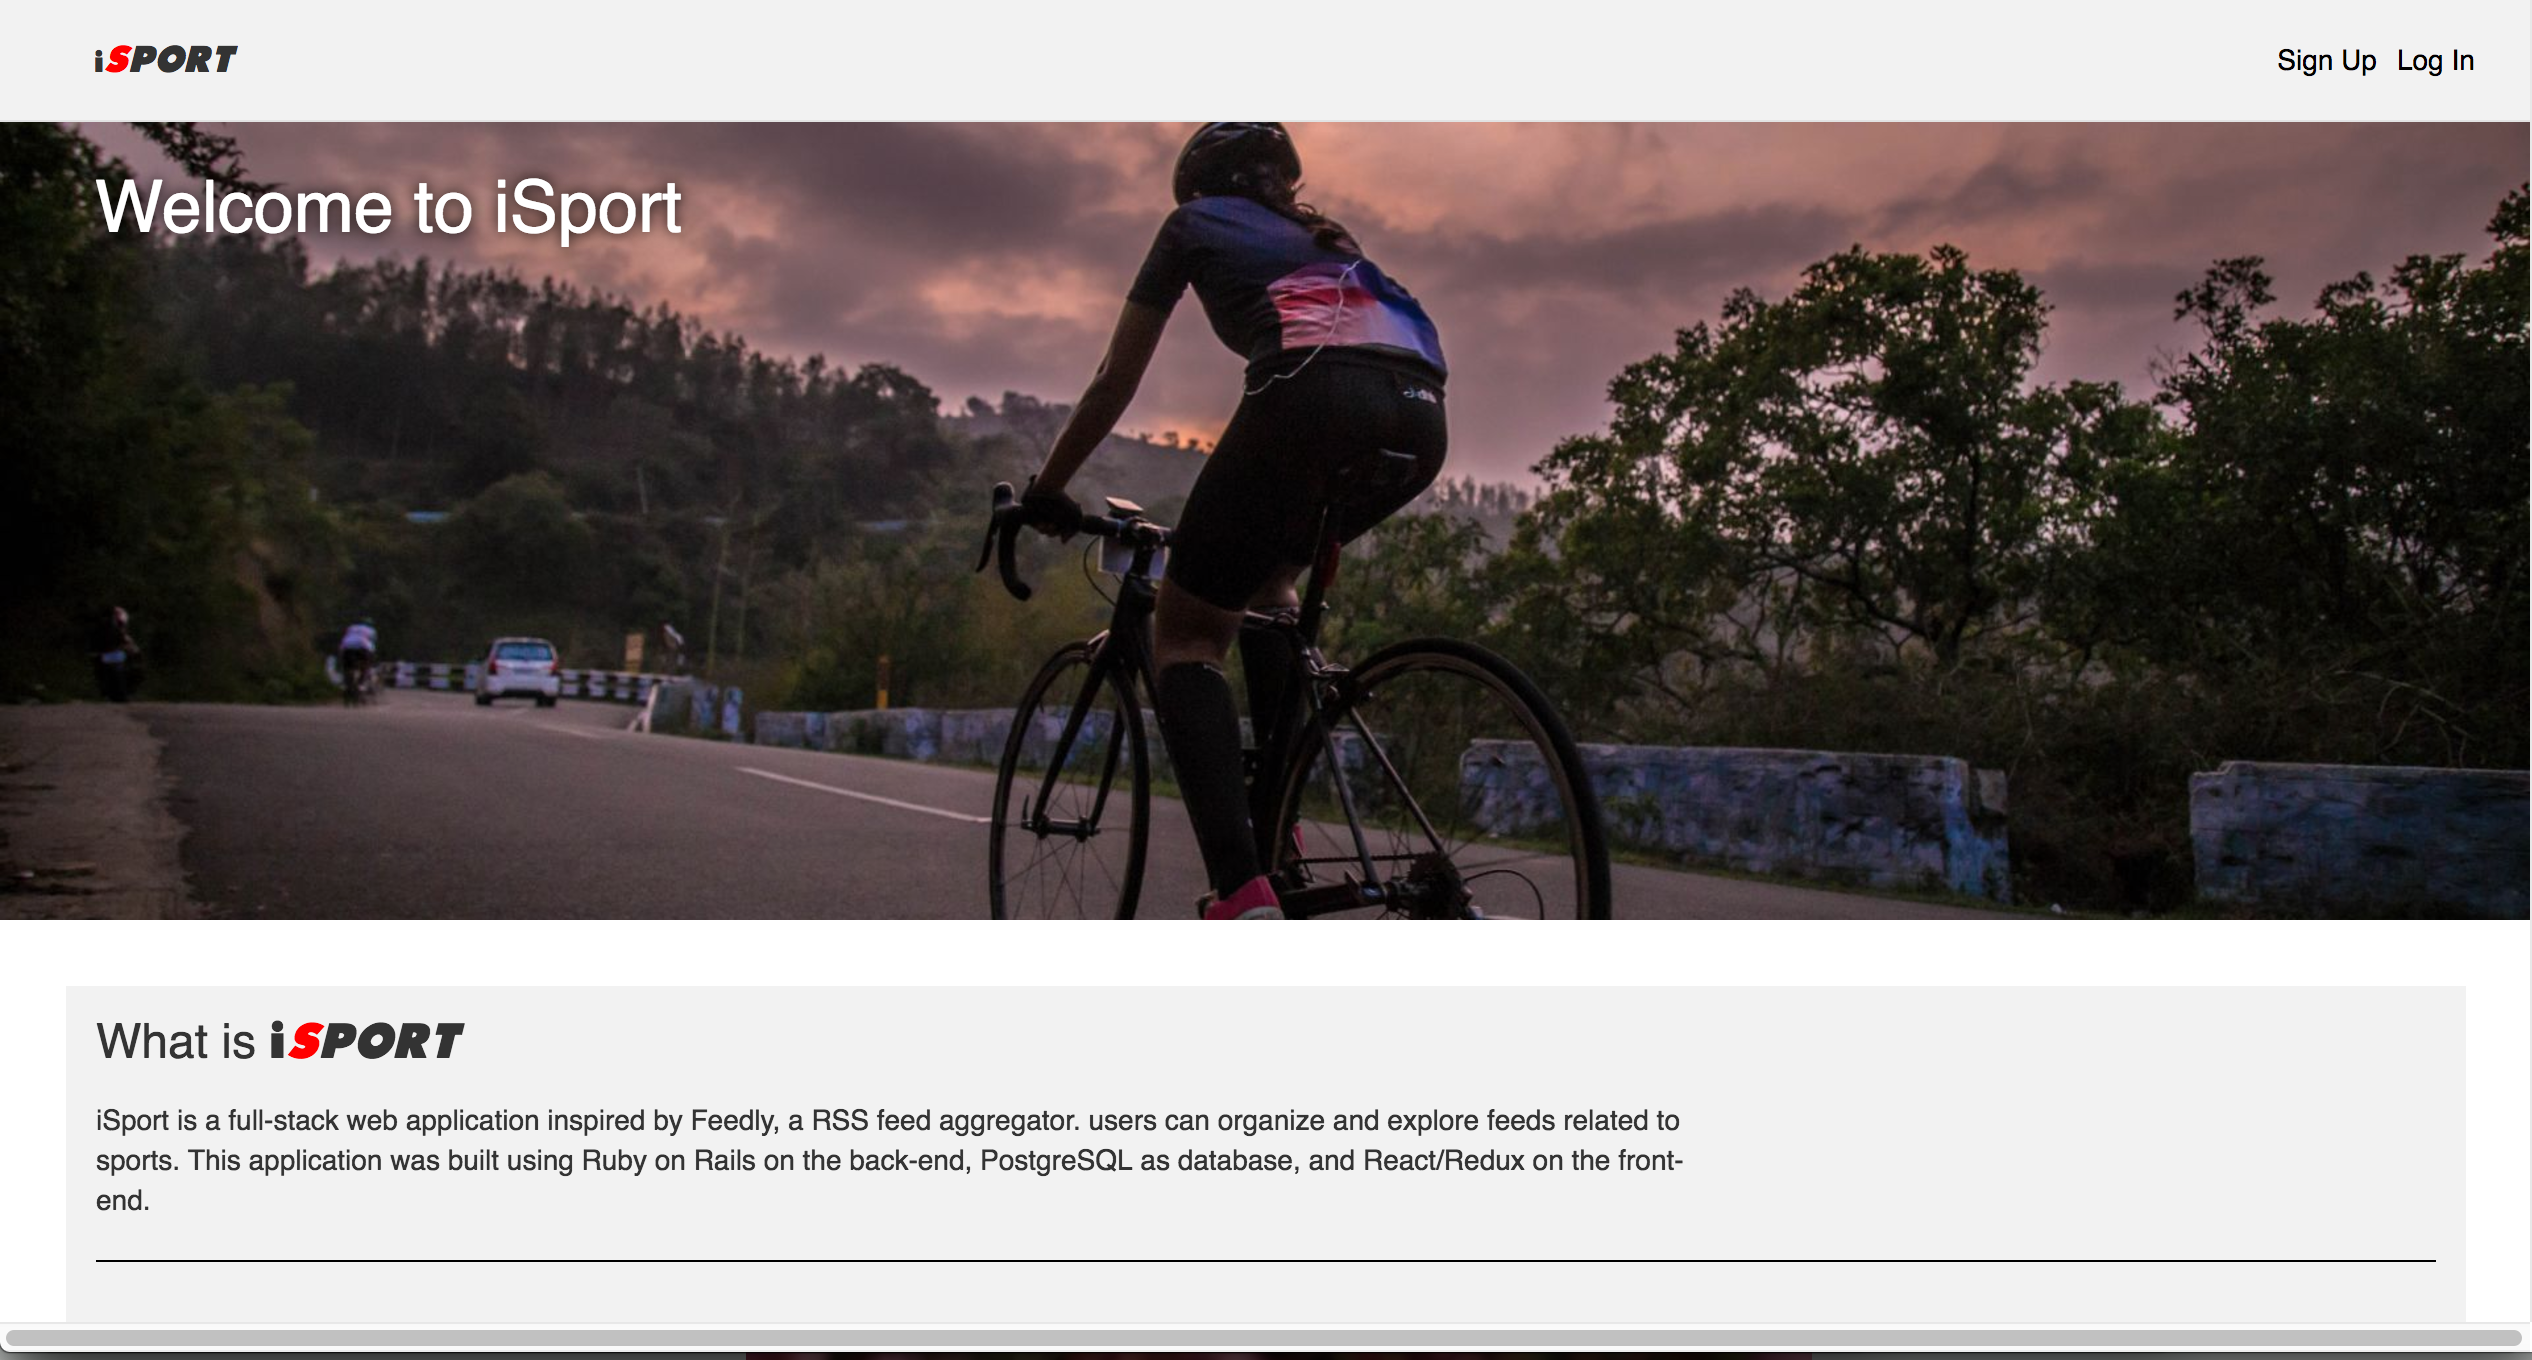 iSPORT
Sign Up Log In
Welcome to iSport
What is iSPORT
iSport is a full-stack web application inspired by Feedly, a RSS feed aggregator. users can organize and explore feeds related to
sports. This application was built using Ruby on Rails on the back-end, PostgreSQL as database, and React/Redux on the front-
end.